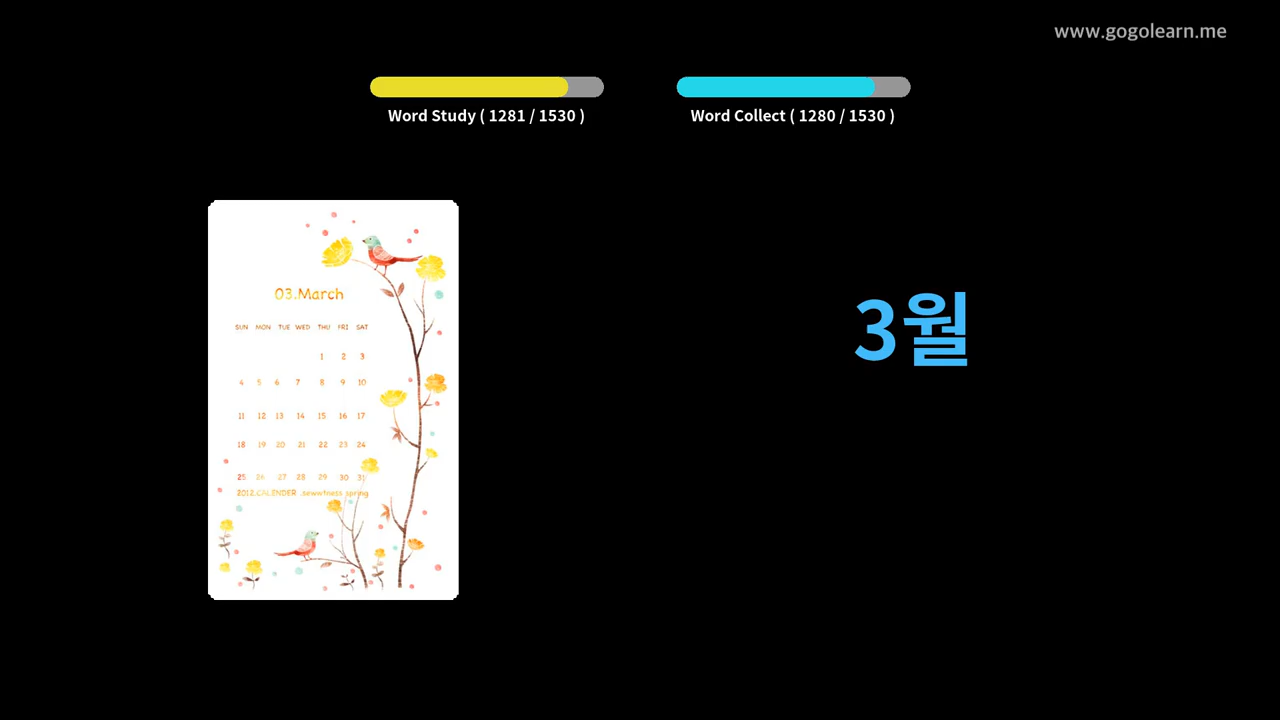 www.gogolearn.me
Word Study ( 1281 / 1530 )
Word Collect ( 1280 / 1530 )
03.March
SUN MON TUE WED THU FRI SAT
1 2 3
4 5 6 7 8 9 10
11 12 13 14 15 16 17
18 19 20 21 22 23 24
25 26 27 28 29 30 31
2012.CALENDER .sewwtness spring
3월